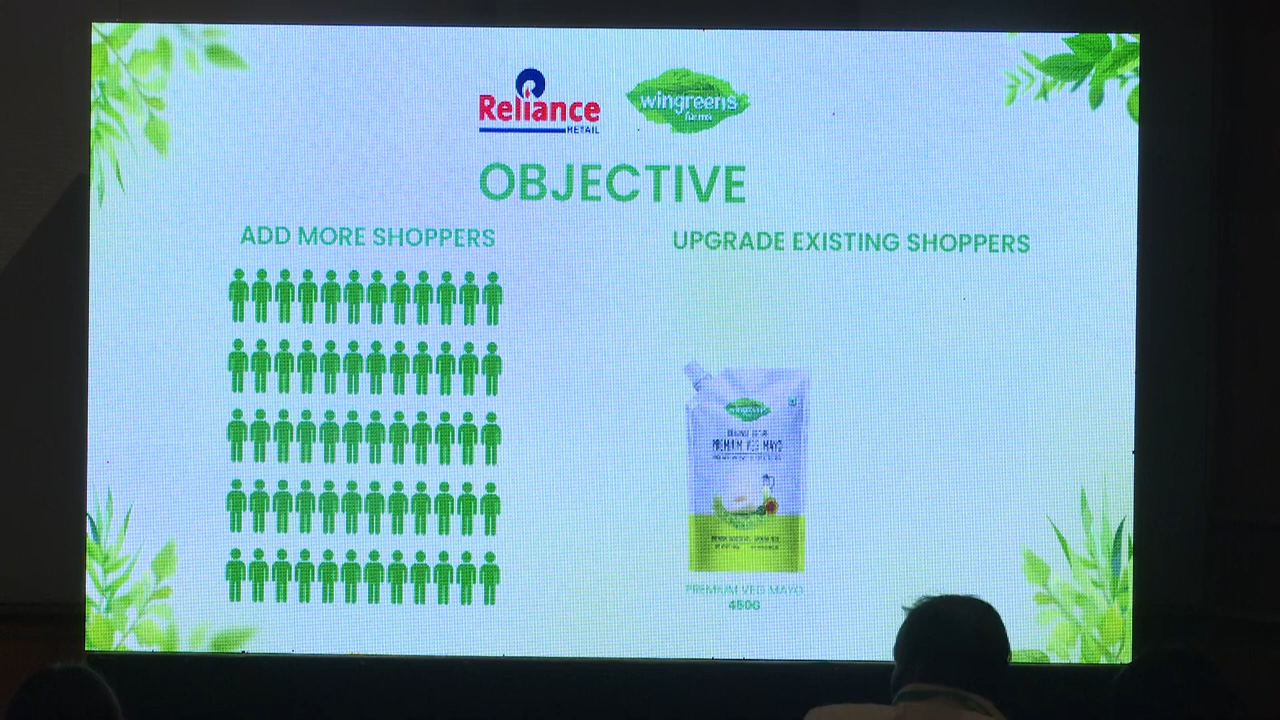 Reliance
RETAIL
wingreens
farms
OBJECTIVE
ADD MORE SHOPPERS
UPGRADE EXISTING SHOPPERS
wingreens
PREMIUM VEG MAYO
PREMIUM VEG MAYO
450G